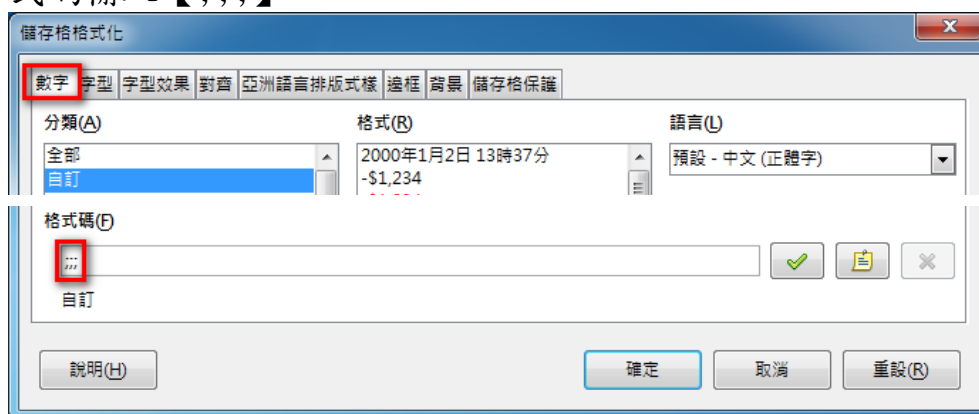 【;;;】
儲存格格式化
數字 字型 字型效果 對齊 亞洲語言排版式樣 邊框 背景 儲存格保護
分類(A) 格式(R) 語言(L)
全部 2000年1月2日 13時37分 預設 - 中文 (正體字)
自訂 -$1,234
格式碼(F)
;;;
自訂
說明(H) 確定 取消 重設(R)